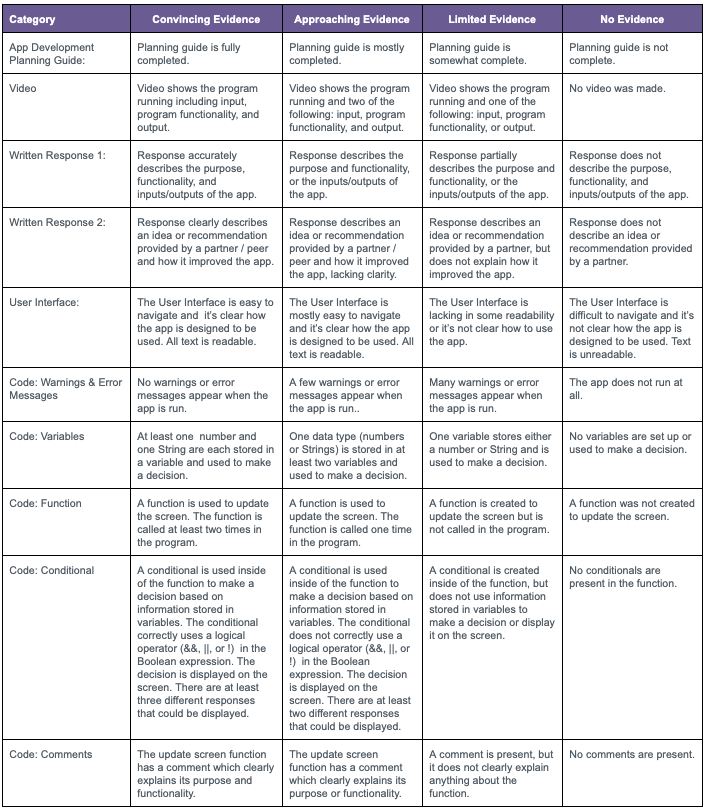 Category Convincing Evidence Approaching Evidence Limited Evidence No Evidence
App Development
Planning Guide:
Planning guide is fully
completed.
Planning guide is mostly
completed.
Planning guide is
somewhat complete.
Planning guide is not
complete.
Video
Video shows the program
running including input,
program functionality, and
output.
Video shows the program
running and two of the
following: input, program
functionality, and output.
Video shows the program
running and one of the
following: input, program
functionality, or output.
No video was made.
Written Response 1:
Response accurately
describes the purpose,
functionality, and
inputs/outputs of the app.
Response describes the
purpose and functionality,
or the inputs/outputs of
the app.
Response partially
describes the purpose and
functionality, or the
inputs/outputs of the app.
Response does not
describe the purpose,
functionality, and
inputs/outputs of the app.
Written Response 2:
Response clearly describes
an idea or recommendation
provided by a partner / peer
and how it improved the app.
Response describes an
idea or recommendation
provided by a partner /
peer and how it improved
the app, lacking clarity.
Response describes an
idea or recommendation
provided by a partner, but
does not explain how it
improved the app.
Response does not
describe an idea or
recommendation provided
by a partner.
User Interface:
The User Interface is easy to
navigate and it's clear how
the app is designed to be
used. All text is readable.
The User Interface is
mostly easy to navigate
and it's clear how the app
is designed to be used. All
text is readable.
The User Interface is
lacking in some readability
or it's not clear how to use
the app.
The User Interface is
difficult to navigate and it's
not clear how the app is
designed to be used. Text
is unreadable.
Code: Warnings & Error
Messages
No warnings or error
messages appear when the
app is run.
A few warnings or error
messages appear when
the app is run..
Many warnings or error
messages appear when the
app is run.
The app does not run at
all.
Code: Variables
At least one number and
one String are each stored in
a variable and used to make
a decision.
One data type (numbers
or Strings) is stored in at
least two variables and
used to make a decision.
One variable stores either
a number or String and is
used to make a decision.
No variables are set up or
used to make a decision.
Code: Function
A function is used to update
the screen. The function is
called at least two times in
the program.
A function is used to
update the screen. The
function is called one time
in the program.
A function is created to
update the screen but is
not called in the program.
A function was not created
to update the screen.
Code: Conditional
A conditional is used inside
of the function to make a
decision based on
information stored in
variables. The conditional
correctly uses a logical
operator (&&, ||, or !) in the
Boolean expression. The
decision is displayed on the
screen. There are at least
three different responses
that could be displayed.
A conditional is used
inside of the function to
make a decision based on
information stored in
variables. The conditional
does not correctly use a
logical operator (&&, ||, or
!) in the Boolean
expression. The decision
is displayed on the
screen. There are at least
two different responses
that could be displayed.
A conditional is created
inside of the function, but
does not use information
stored in variables to
make a decision or display
it on the screen.
No conditionals are
present in the function.
Code: Comments
The update screen function
has a comment which clearly
explains its purpose and
functionality.
The update screen
function has a comment
which clearly explains its
purpose or functionality.
A comment is present, but
it does not clearly explain
anything about the
function.
No comments are present.